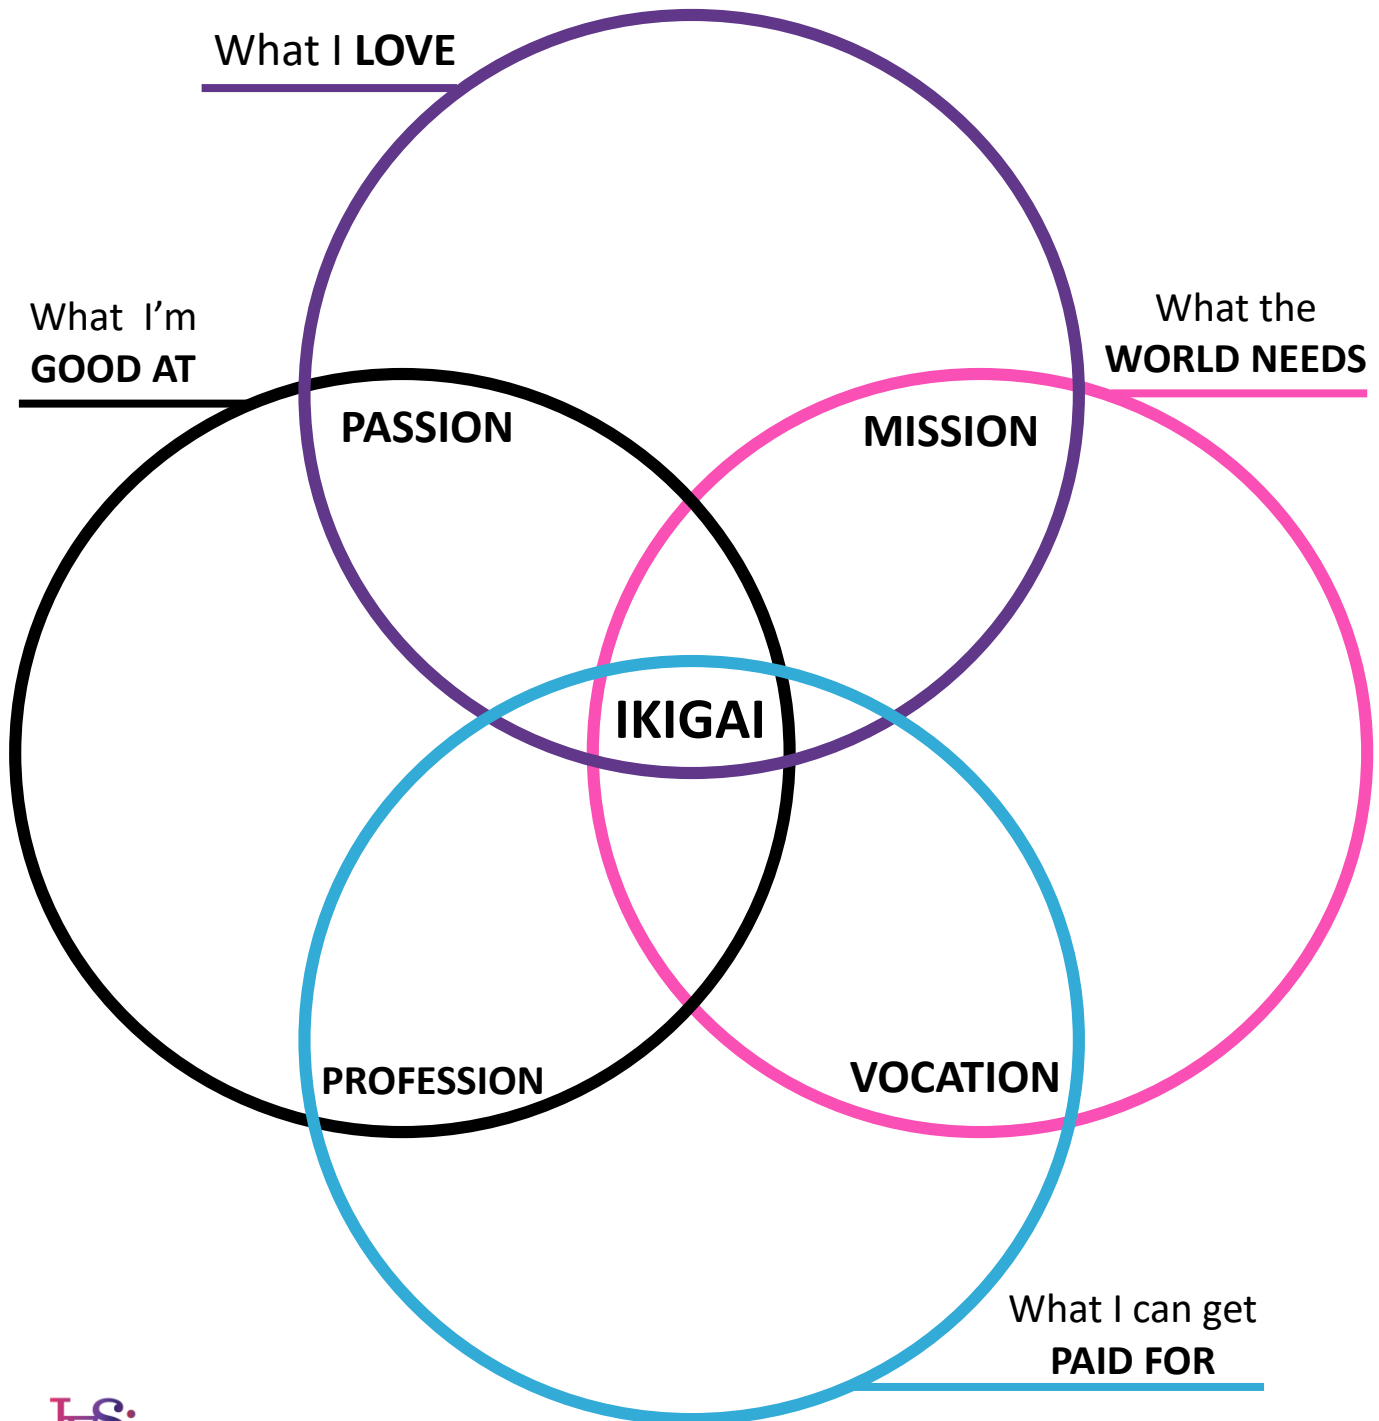 What I LOVE
What I'm
GOOD AT
What the
WORLD NEEDS
PASSION
MISSION
IKIGAI
PROFESSION
VOCATION
What I can get
PAID FOR